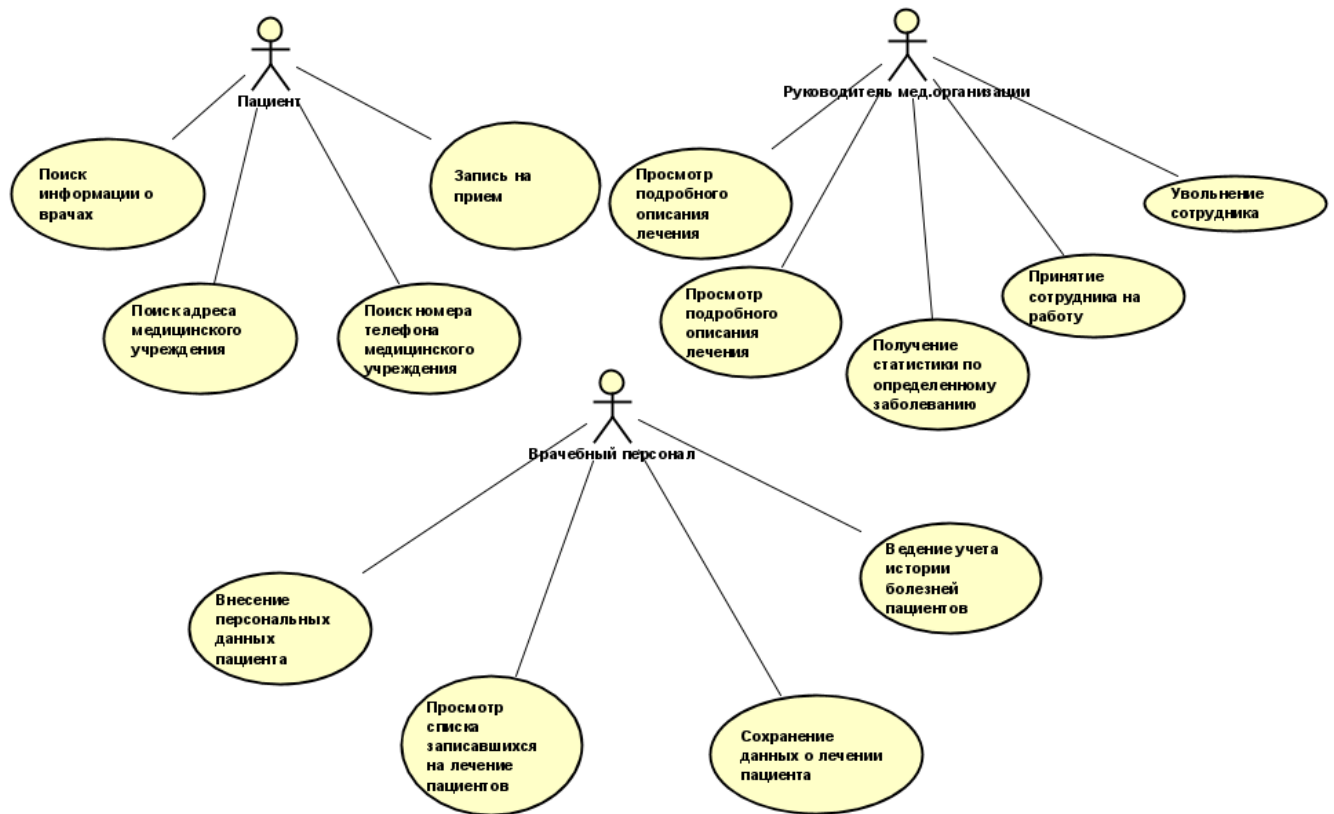 Пациент
Руководитель мед.организации
Поиск
информации о
врачах
Запись на
прием
Просмотр
подробного
описания
лечения
Увольнение
сотрудника
Поиск адреса
медицинского
учреждения
Поиск номера
телефона
медицинского
учреждения
Просмотр
подробного
описания
лечения
Принятие
сотрудника на
работу
Получение
статистики по
определенному
заболеванию
Врачебный персонал
Внесение
персональных
данных
пациента
Ведение учета
истории
болезней
пациентов
Просмотр
списка
записавшихся
на лечение
пациентов
Сохранение
данных о лечении
пациента